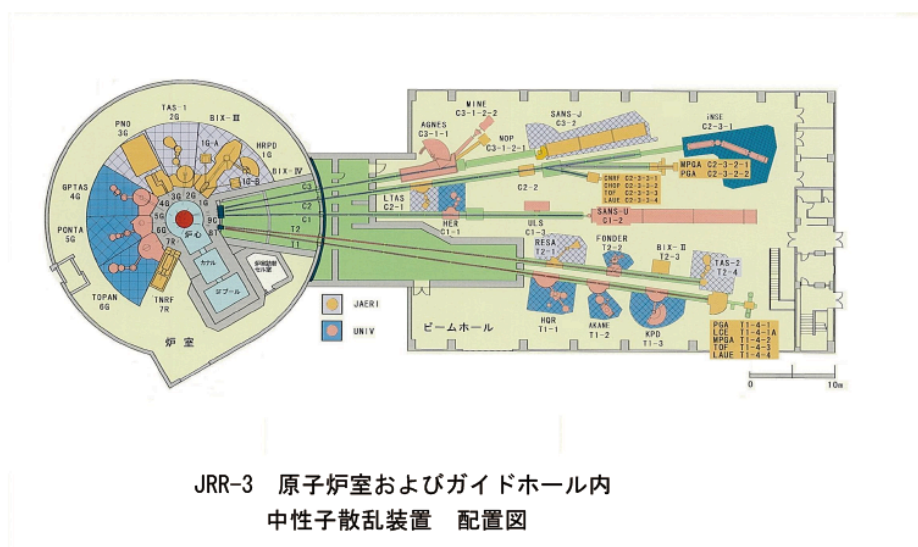 TAS-1
2G
BIX-Ⅲ
PNO
3G
1G-A
HRPD
1G
1G-B
BIX-Ⅳ
GPTAS
4G
PONTA
5G
TOPAN
6G
TNRF
7R
3G
2G
1G
4G
5G
6G
7R
9C
8T
炉心
カナル
炉室
C3
C2
C1
T2
T1
JAERI
UNIV
ビームホール
MINE
C3-1-2-2
AGNES
C3-1-1
NOP
C3-1-2-1
SANS-J
C3-2
iNSE
C2-3-1
MPGA C2-3-2-1
PGA C2-3-2-2
C2-2
CNRF C2-3-3-1
CHOP C2-3-3-2
TOF C2-3-3-3
LAUE C2-3-3-4
LTAS
C2-1
HER
C1-1
ULS
C1-3
SANS-U
C1-2
RESA
T2-1
FONDER
T2-2
BIX-Ⅱ
T2-3
TAS-2
T2-4
HQR
T1-1
AKANE
T1-2
KPD
T1-3
PGA T1-4-1
LCE T1-4-1A
MPGA T1-4-2
TOF T1-4-3
LAUE T1-4-4
0 10m
JRR-3 原子炉室およびガイドホール内
中性子散乱装置 配置図